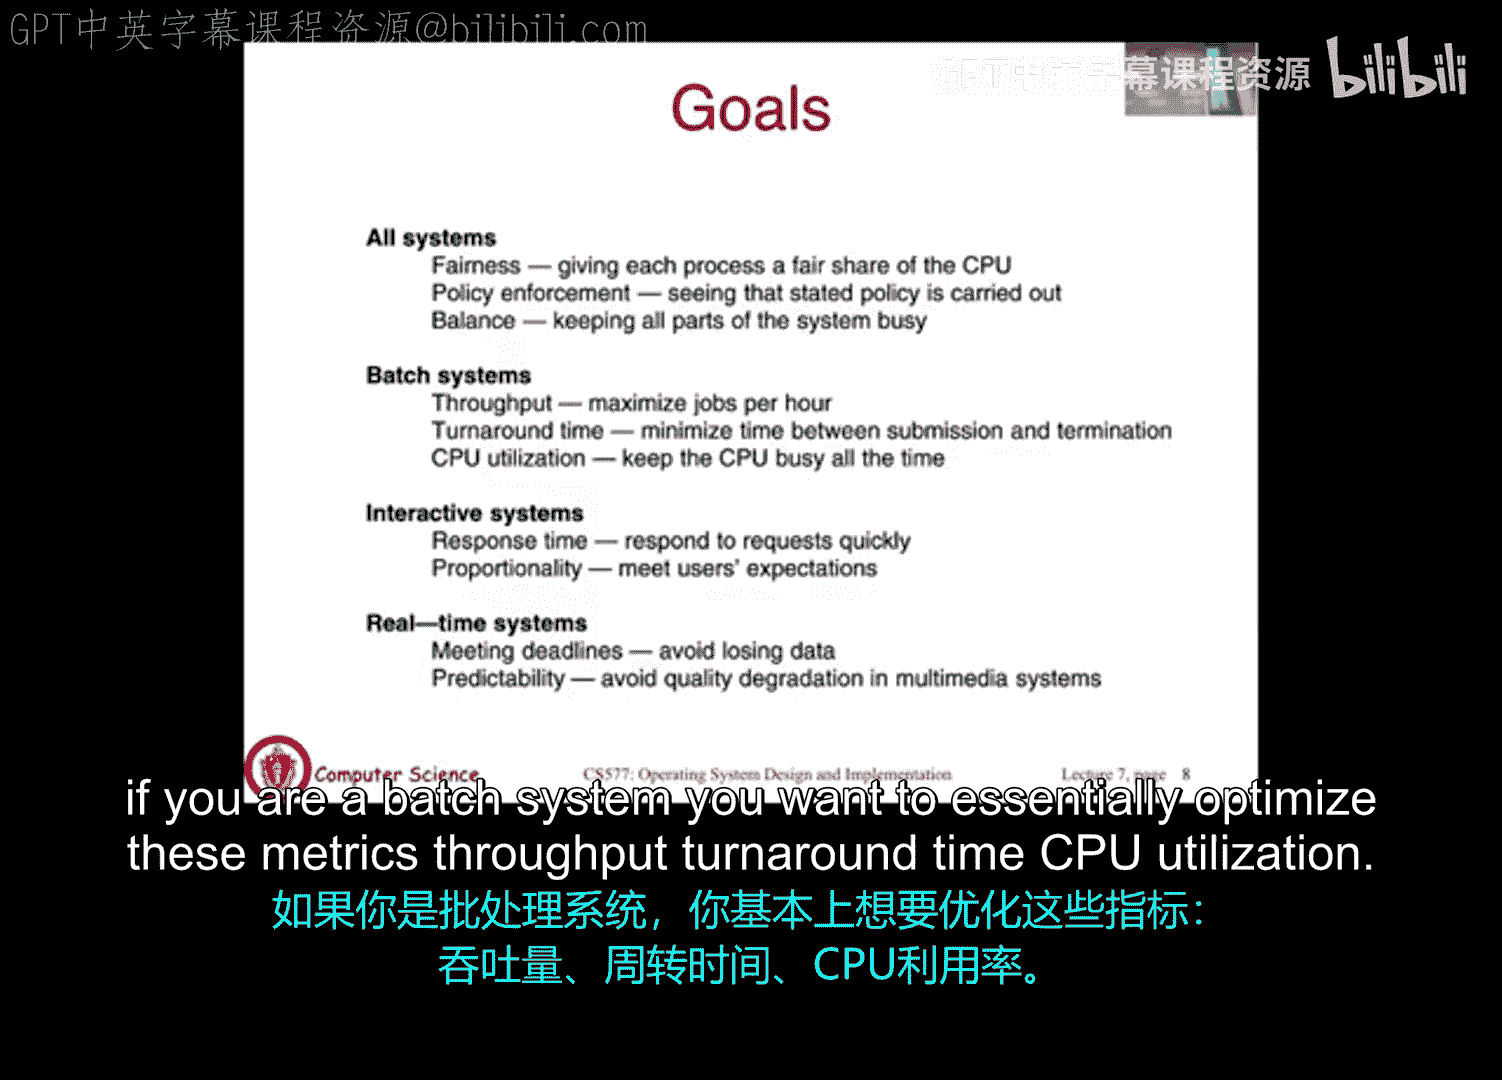 GPT中英字幕课程资源@bilibili.com
幕课程资源 bilibili
Goals
All systems
Fairness — giving each process a fair share of the CPU
Policy enforcement — seeing that stated policy is carried out
Balance — keeping all parts of the system busy
Batch systems
Throughput — maximize jobs per hour
Turnaround time — minimize time between submission and termination
CPU utilization — keep the CPU busy all the time
Interactive systems
Response time — respond to requests quickly
Proportionality — meet users' expectations
Real—time systems
Meeting deadlines — avoid losing data
Predictability — avoid quality degradation in multimedia systems
Computer Science CS577: Operating System Design and Implementation Lecture 7, page 8
if you are a batch system you want to essentially optimize
these metrics throughput turnaround time CPU utilization.
如果你是批处理系统，你基本上想要优化这些指标：
吞吐量、周转时间、CPU利用率。